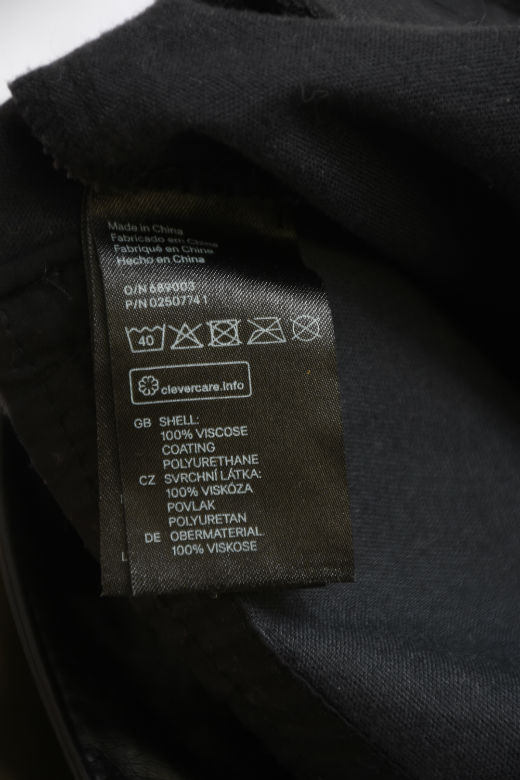 Made in China
Fabricado em China
Fabriqué en Chine
Hecho en China
O/N 689003
P/N 02507741
40
clevercare.info
GB SHELL:
100% VISCOSE
COATING
POLYURETHANE
CZ SVRCHNÍ LÁTKA:
100% VISKÓZA
POVLAK
POLYURETAN
DE OBERMATERIAL:
100% VISKOSE